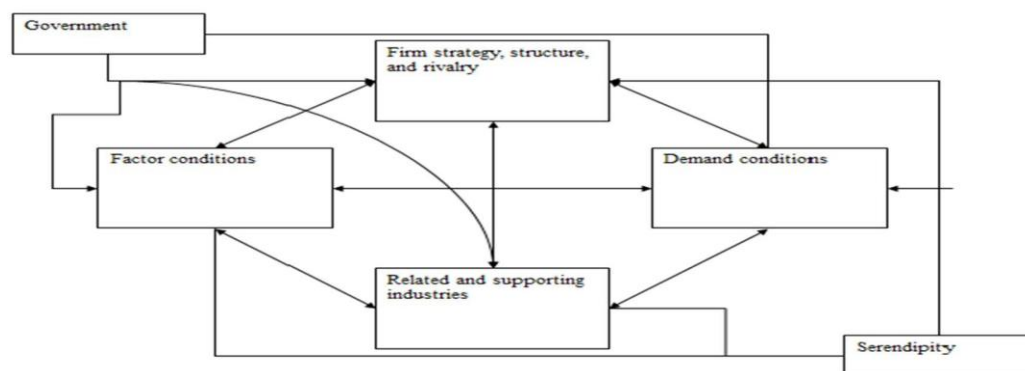 Government
Firm strategy, structure,
and rivalry
Factor conditions
Demand conditions
Related and supporting
industries
Serendipity